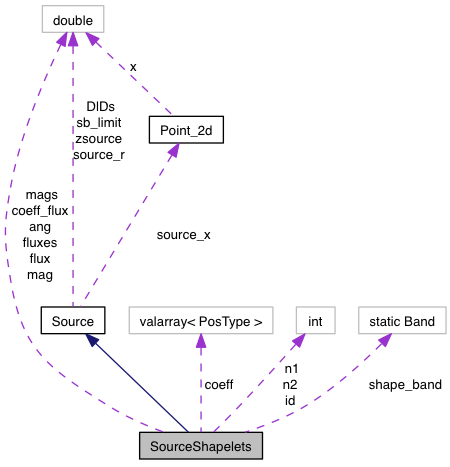 double
x
DlDs
sb_limit
zsource
source_r
Point_2d
mags
coeff_flux
ang
fluxes
flux
mag
source_x
Source
valarray< PosType >
int
static Band
coeff
n1
n2
id
shape_band
SourceShapelets